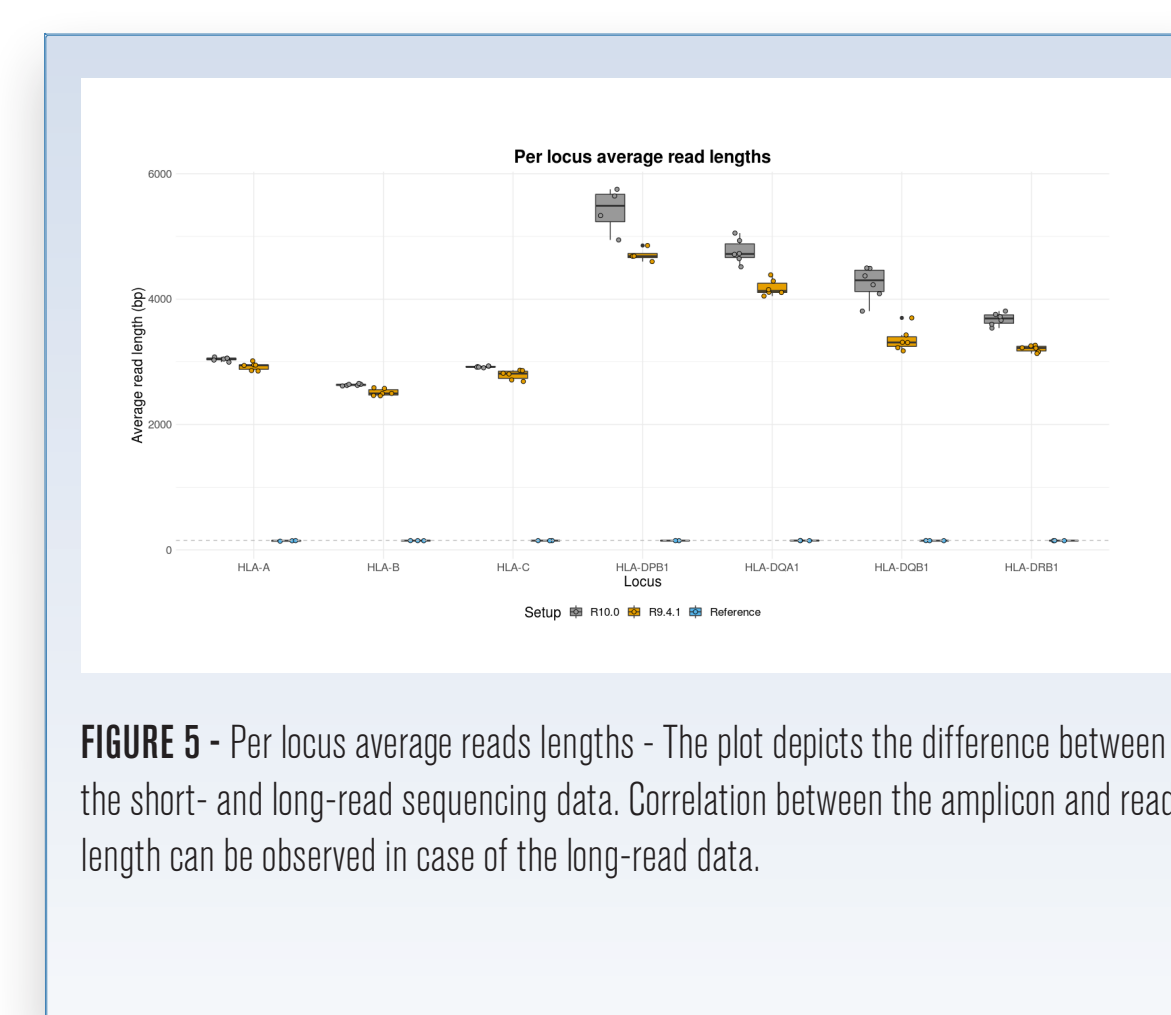 Per locus average read lengths
6000
4000
2000
0
Average read length (bp)
HLA-A HLA-B HLA-C HLA-DPB1 HLA-DQA1 HLA-DQB1 HLA-DRB1
Locus
Setup R10.0 R9.4.1 Reference
FIGURE 5 - Per locus average reads lengths - The plot depicts the difference between
the short- and long-read sequencing data. Correlation between the amplicon and read
length can be observed in case of the long-read data.